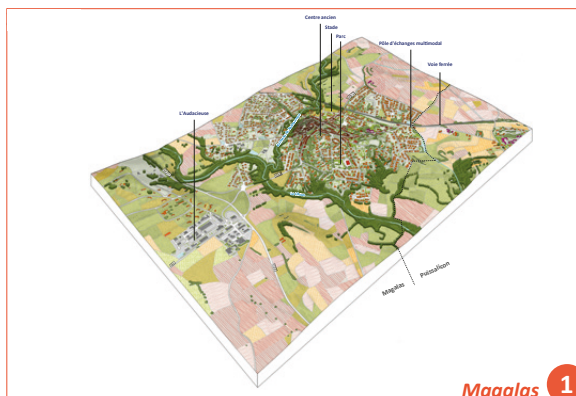 Centre ancien
Stade
Parc
Pôle d'échanges multimodal
Voie ferrée
L'Audacieuse
Magalas
Puissalicon
Magalas 1